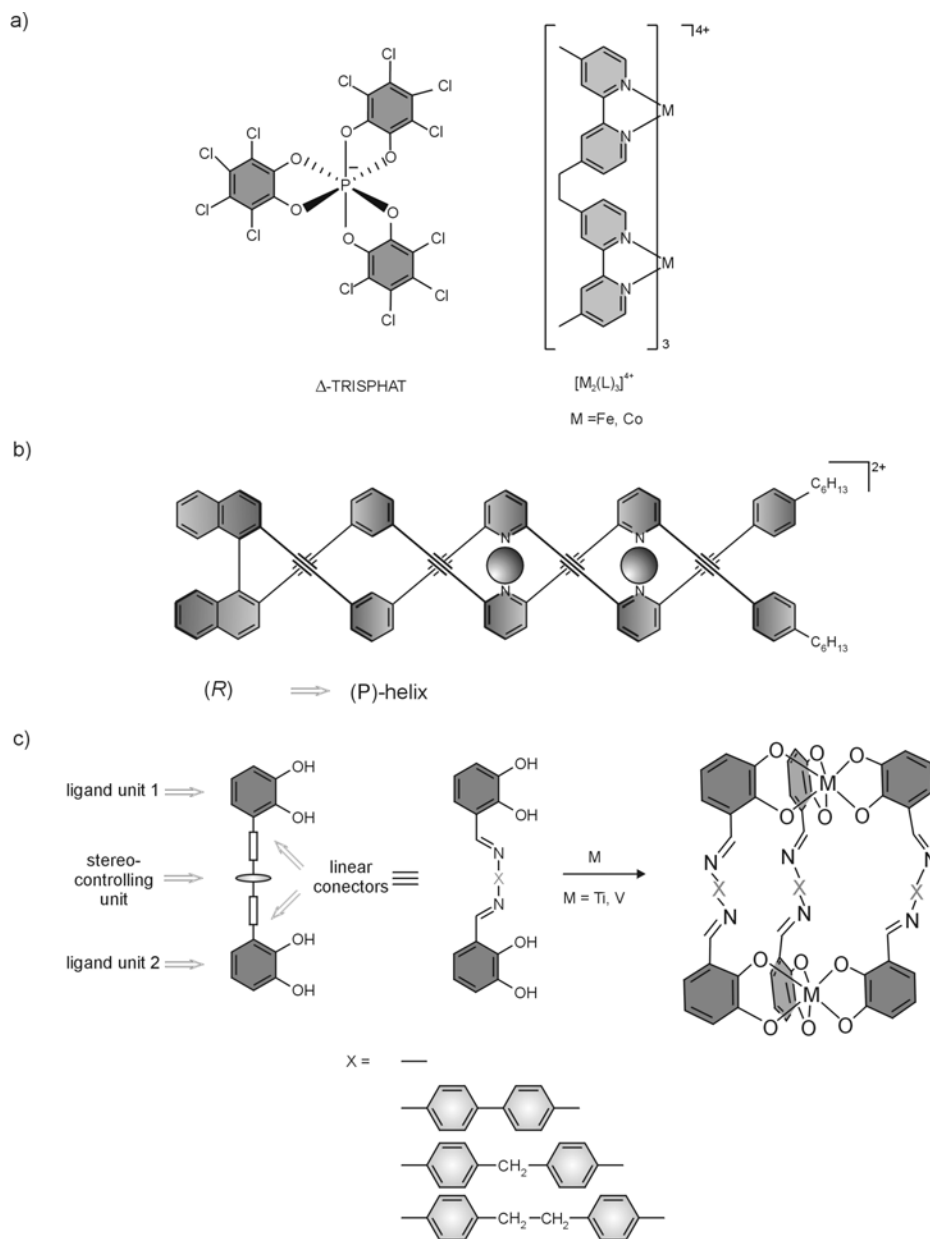 a)
Cl
Cl
Cl
Cl
O
O
Cl
Cl
Cl
Cl
O
O
P
−
O
O
Cl
Cl
Cl
Cl
Δ-TRISPHAT
4+
N
N
M
N
N
M
3
[M₂(L)₃]⁴⁺
M =Fe, Co
b)
2+
C₆H₁₃
N
N
N
N
C₆H₁₃
(R)
(P)-helix
c)
ligand unit 1
OH
OH
stereo-
controlling
unit
linear
conectors
ligand unit 2
OH
OH
OH
OH
N
X
N
OH
OH
M
M = Ti, V
O
O
O
O
O
O
M
N
N
N
X
X
X
N
N
N
O
O
O
O
O
O
M
X =
CH₂
CH₂
CH₂